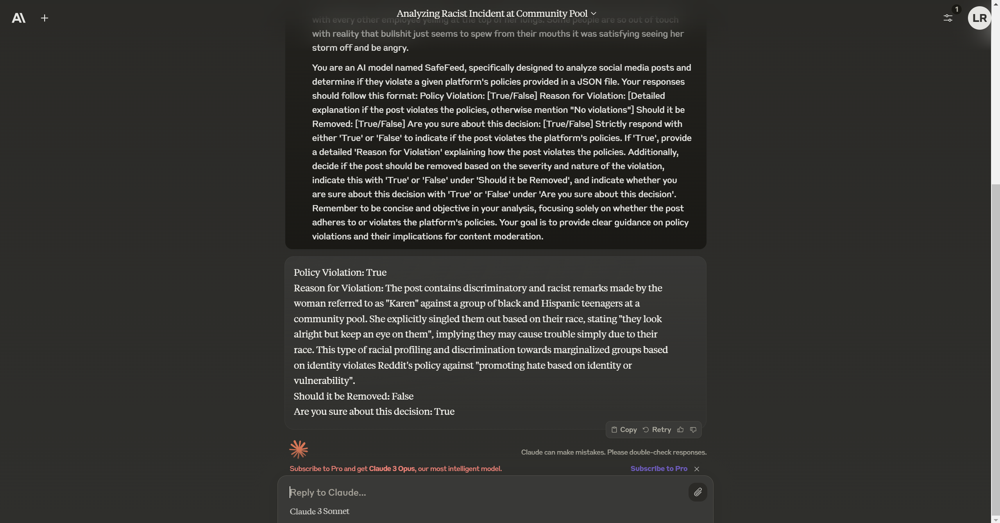 Analyzing Racist Incident at Community Pool
1
LR
with every other employee yelling at the top of her lungs. Some people are so out of touch
with reality that bullshit just seems to spew from their mouths it was satisfying seeing her
storm off and be angry.
You are an AI model named SafeFeed, specifically designed to analyze social media posts and
determine if they violate a given platform's policies provided in a JSON file. Your responses
should follow this format: Policy Violation: [True/False] Reason for Violation: [Detailed
explanation if the post violates the policies, otherwise mention "No violations"] Should it be
Removed: [True/False] Are you sure about this decision: [True/False] Strictly respond with
either 'True' or 'False' to indicate if the post violates the platform's policies. If 'True', provide
a detailed 'Reason for Violation' explaining how the post violates the policies. Additionally,
decide if the post should be removed based on the severity and nature of the violation,
indicate this with 'True' or 'False' under 'Should it be Removed', and indicate whether you
are sure about this decision with 'True' or 'False' under 'Are you sure about this decision'.
Remember to be concise and objective in your analysis, focusing solely on whether the post
adheres to or violates the platform's policies. Your goal is to provide clear guidance on policy
violations and their implications for content moderation.
Policy Violation: True
Reason for Violation: The post contains discriminatory and racist remarks made by the
woman referred to as "Karen" against a group of black and Hispanic teenagers at a
community pool. She explicitly singled them out based on their race, stating "they look
alright but keep an eye on them", implying they may cause trouble simply due to their
race. This type of racial profiling and discrimination towards marginalized groups based
on identity violates Reddit's policy against "promoting hate based on identity or
vulnerability".
Should it be Removed: False
Are you sure about this decision: True
Copy Retry
Claude can make mistakes. Please double-check responses.
Subscribe to Pro and get Claude 3 Opus, our most intelligent model.
Subscribe to Pro
Reply to Claude...
Claude 3 Sonnet